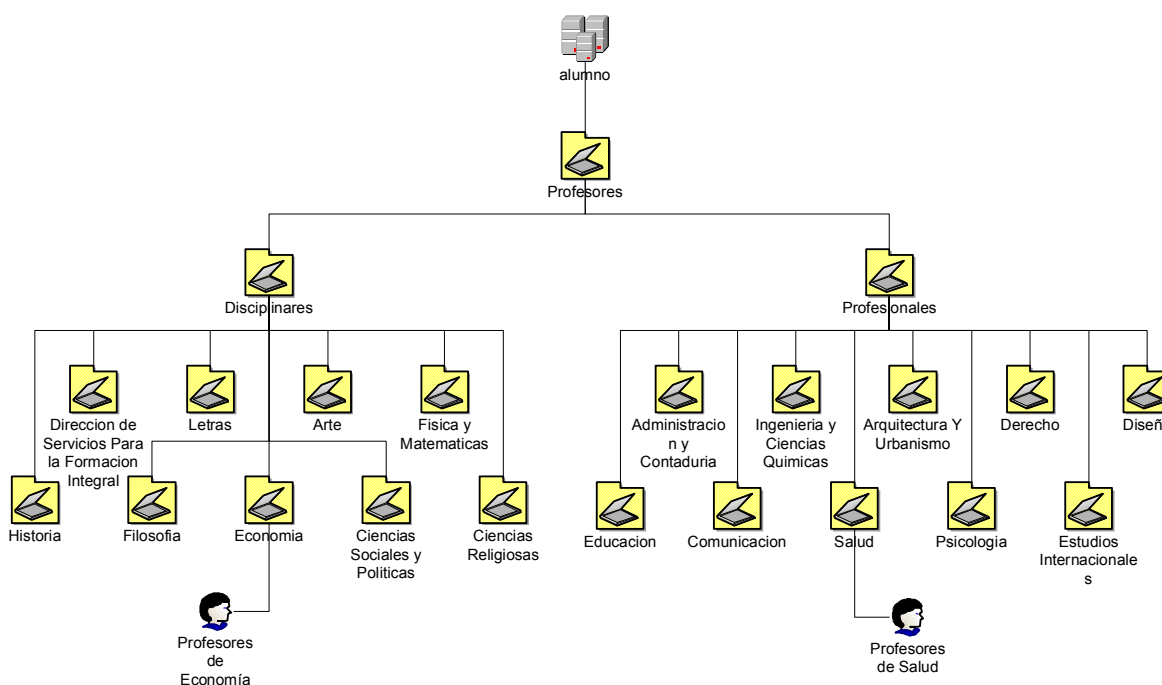 alumno
Profesores
Disciplinares
Profesionales
Direccion de
Servicios Para
la Formacion
Integral
Letras
Arte
Fisica y
Matematicas
Administracio
n y
Contaduria
Ingenieria y
Ciencias
Quimicas
Arquitectura Y
Urbanismo
Derecho
Diseñ
Historia
Filosofia
Economia
Ciencias
Sociales y
Politicas
Ciencias
Religiosas
Educacion
Comunicacion
Salud
Psicologia
Estudios
Internacionale
s
Profesores
de
Economía
Profesores
de Salud